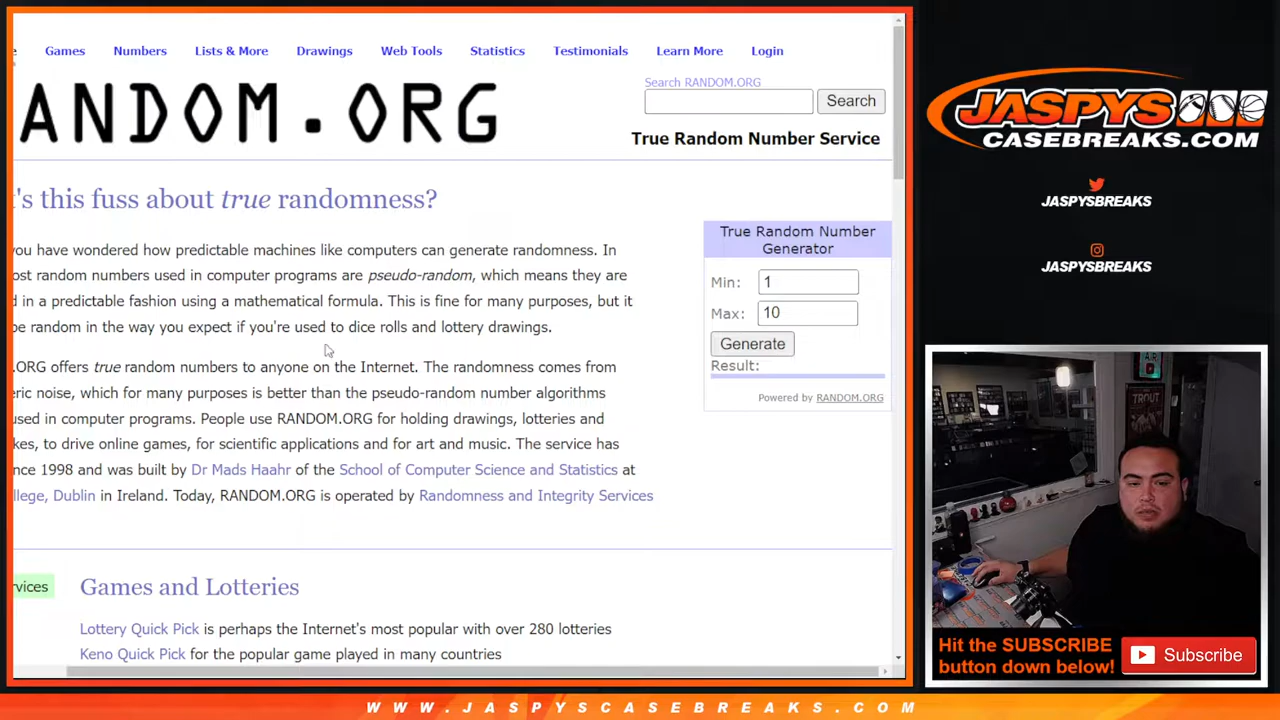 Games Numbers Lists & More Drawings Web Tools Statistics Testimonials Learn More Login
ANDOM.ORG
Search RANDOM.ORG
Search
True Random Number Service
's this fuss about true randomness?
you have wondered how predictable machines like computers can generate randomness. In
ost random numbers used in computer programs are pseudo-random, which means they are
d in a predictable fashion using a mathematical formula. This is fine for many purposes, but it
be random in the way you expect if you're used to dice rolls and lottery drawings.
.ORG offers true random numbers to anyone on the Internet. The randomness comes from
eric noise, which for many purposes is better than the pseudo-random number algorithms
used in computer programs. People use RANDOM.ORG for holding drawings, lotteries and
kes, to drive online games, for scientific applications and for art and music. The service has
nce 1998 and was built by Dr Mads Haahr of the School of Computer Science and Statistics at
llege, Dublin in Ireland. Today, RANDOM.ORG is operated by Randomness and Integrity Services
True Random Number
Generator
Min: 1
Max: 10
Generate
Result:
Powered by RANDOM.ORG
rvices
Games and Lotteries
Lottery Quick Pick is perhaps the Internet's most popular with over 280 lotteries
Keno Quick Pick for the popular game played in many countries
JASPYS
CASEBREAKS.COM
JASPYSBREAKS
JASPYSBREAKS
TROUT
Hit the SUBSCRIBE
button down below!
Subscribe
WWW.JASPYSCASEBREAKS.COM